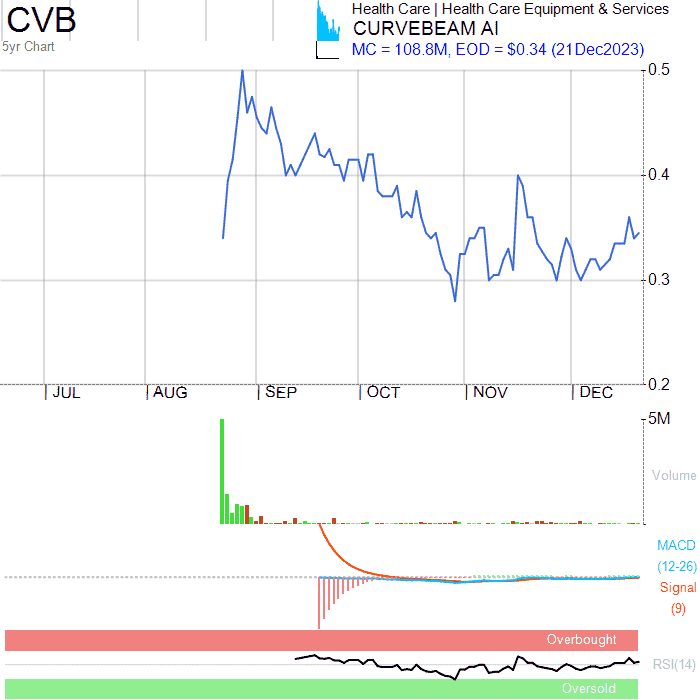 CVB
5yr Chart
Health Care | Health Care Equipment & Services
CURVEBEAM AI
MC = 108.8M, EOD = $0.34 (21Dec2023)
0.5
0.4
0.3
0.2
JUL AUG SEP OCT NOV DEC
5M
Volume
MACD
(12-26)
Signal
(9)
Overbought
RSI(14)
Oversold